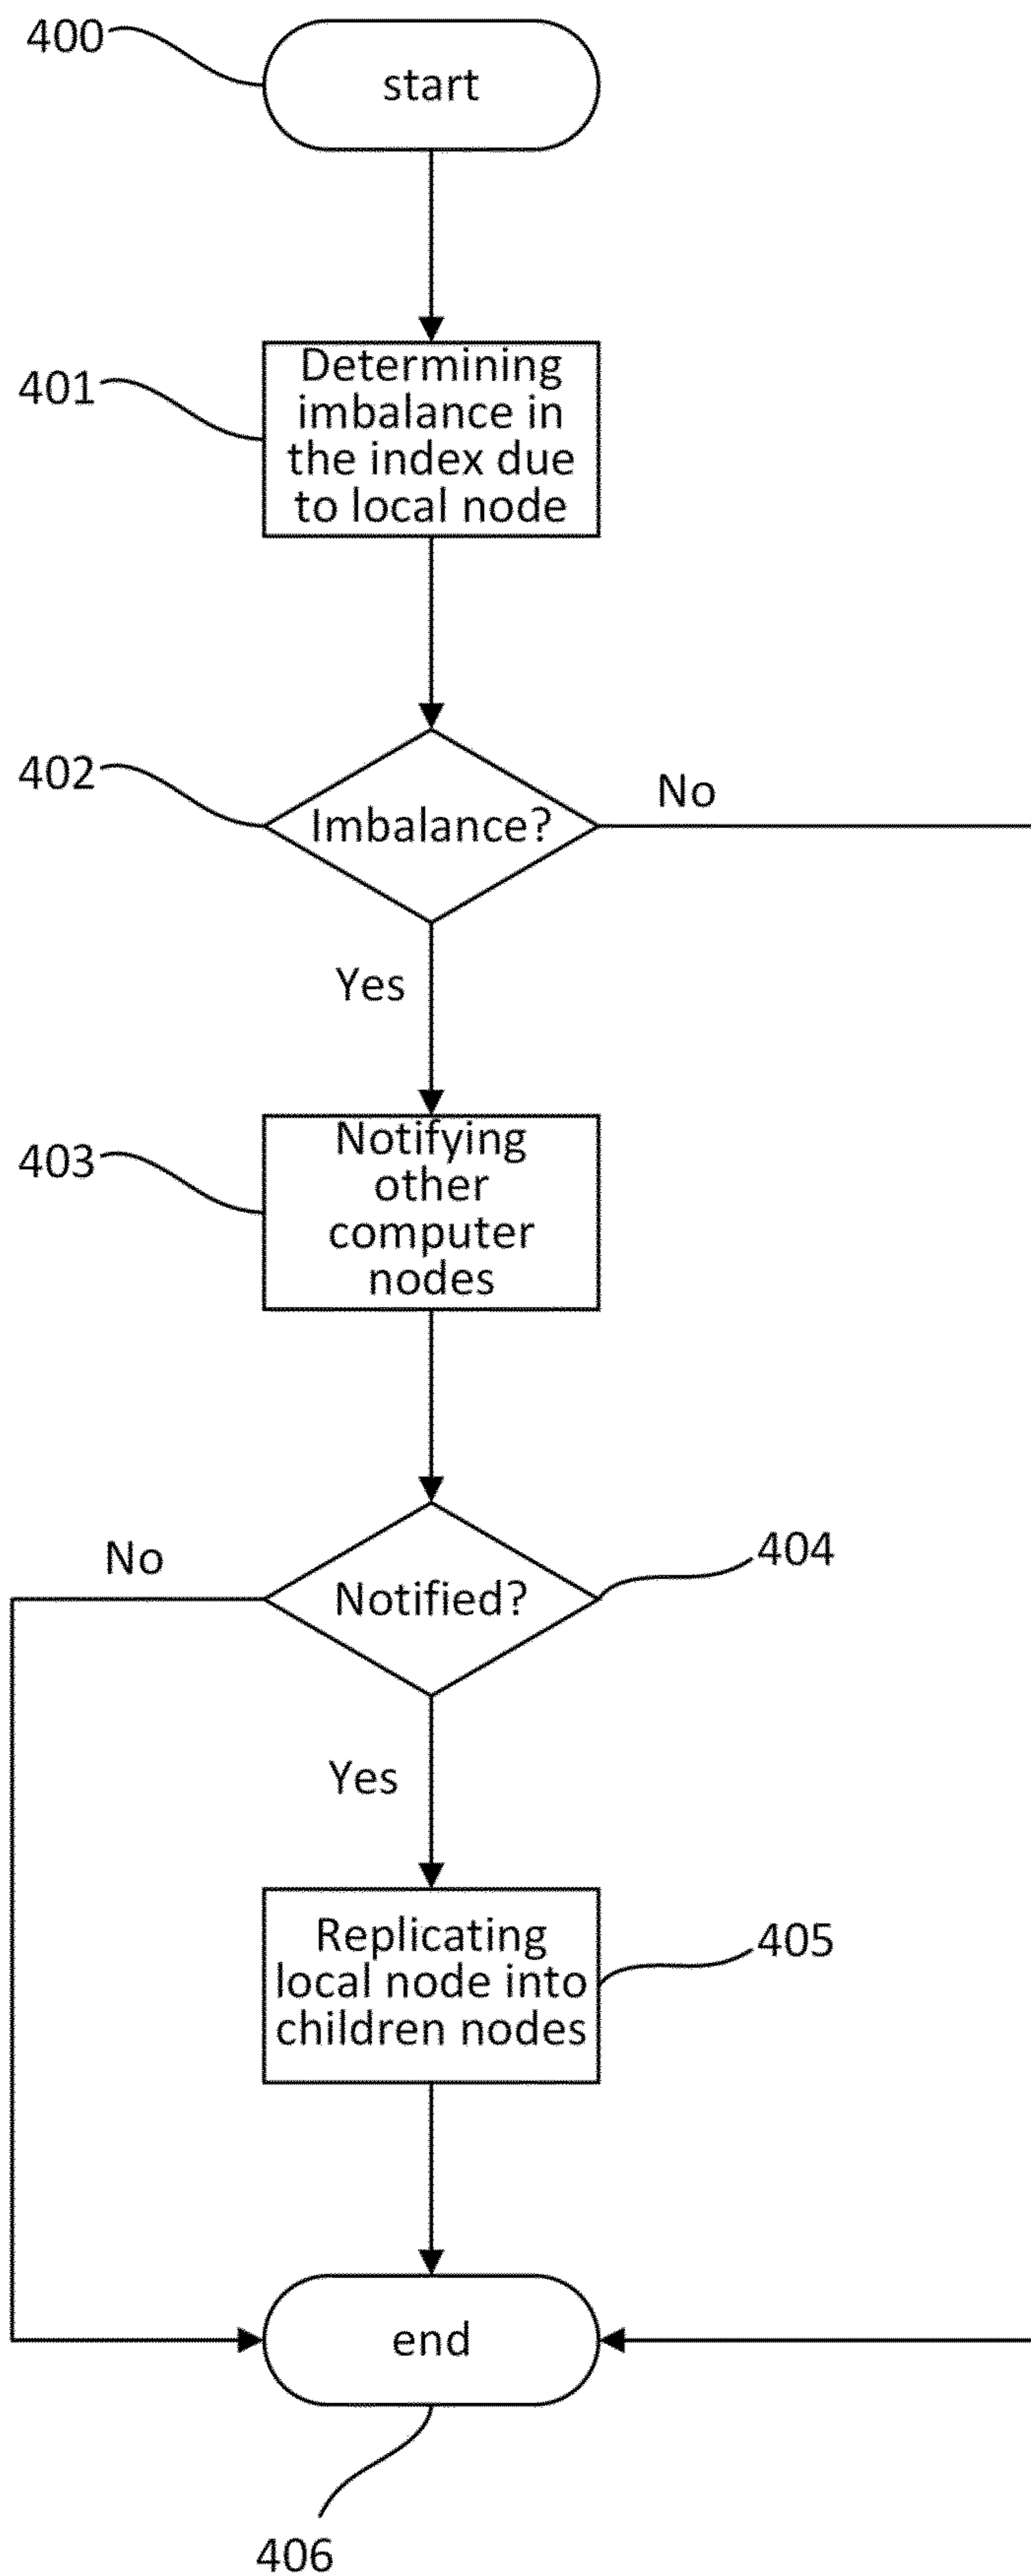 400
start
401
Determining
imbalance in
the index due
to local node
402
Imbalance?
No
Yes
403
Notifying
other
computer
nodes
No
Notified?
404
Yes
Replicating
local node into
children nodes
405
end
406